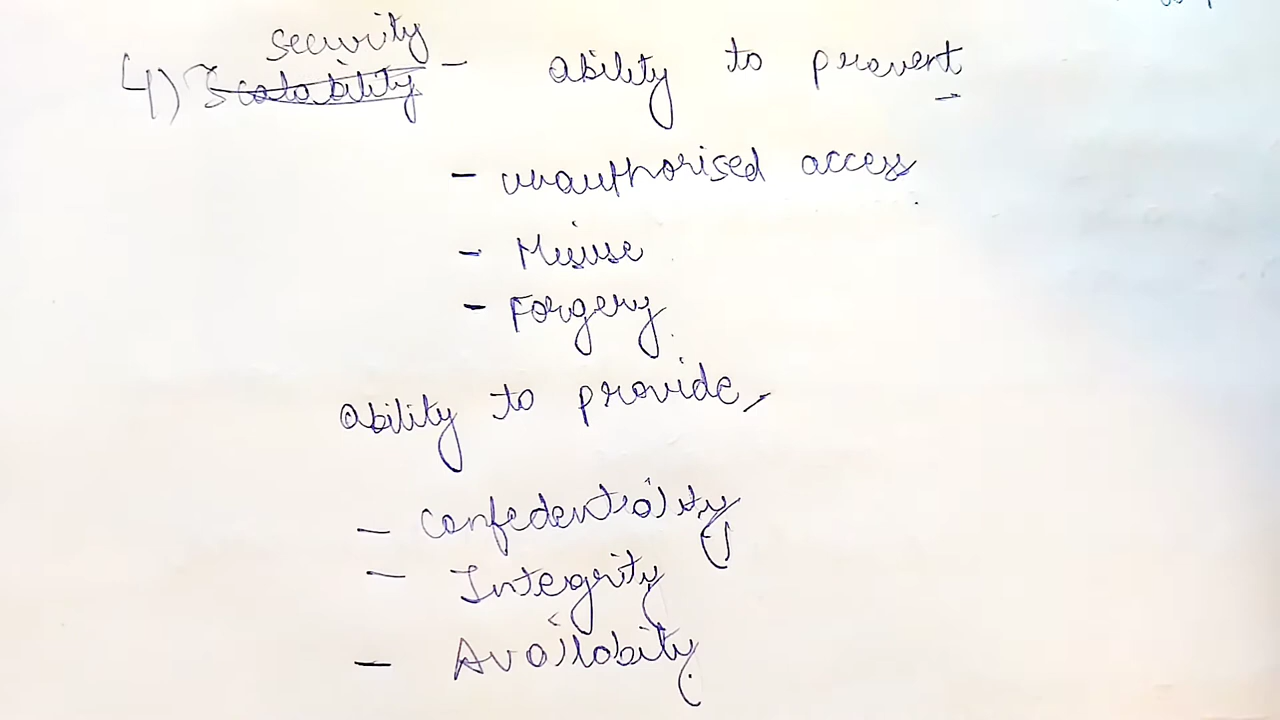 security
4) Scalability - ability to prevent
- unauthorised access
- Misuse
- Forgery
ability to provide,
- confedentiality
- Integrity
- Availabity